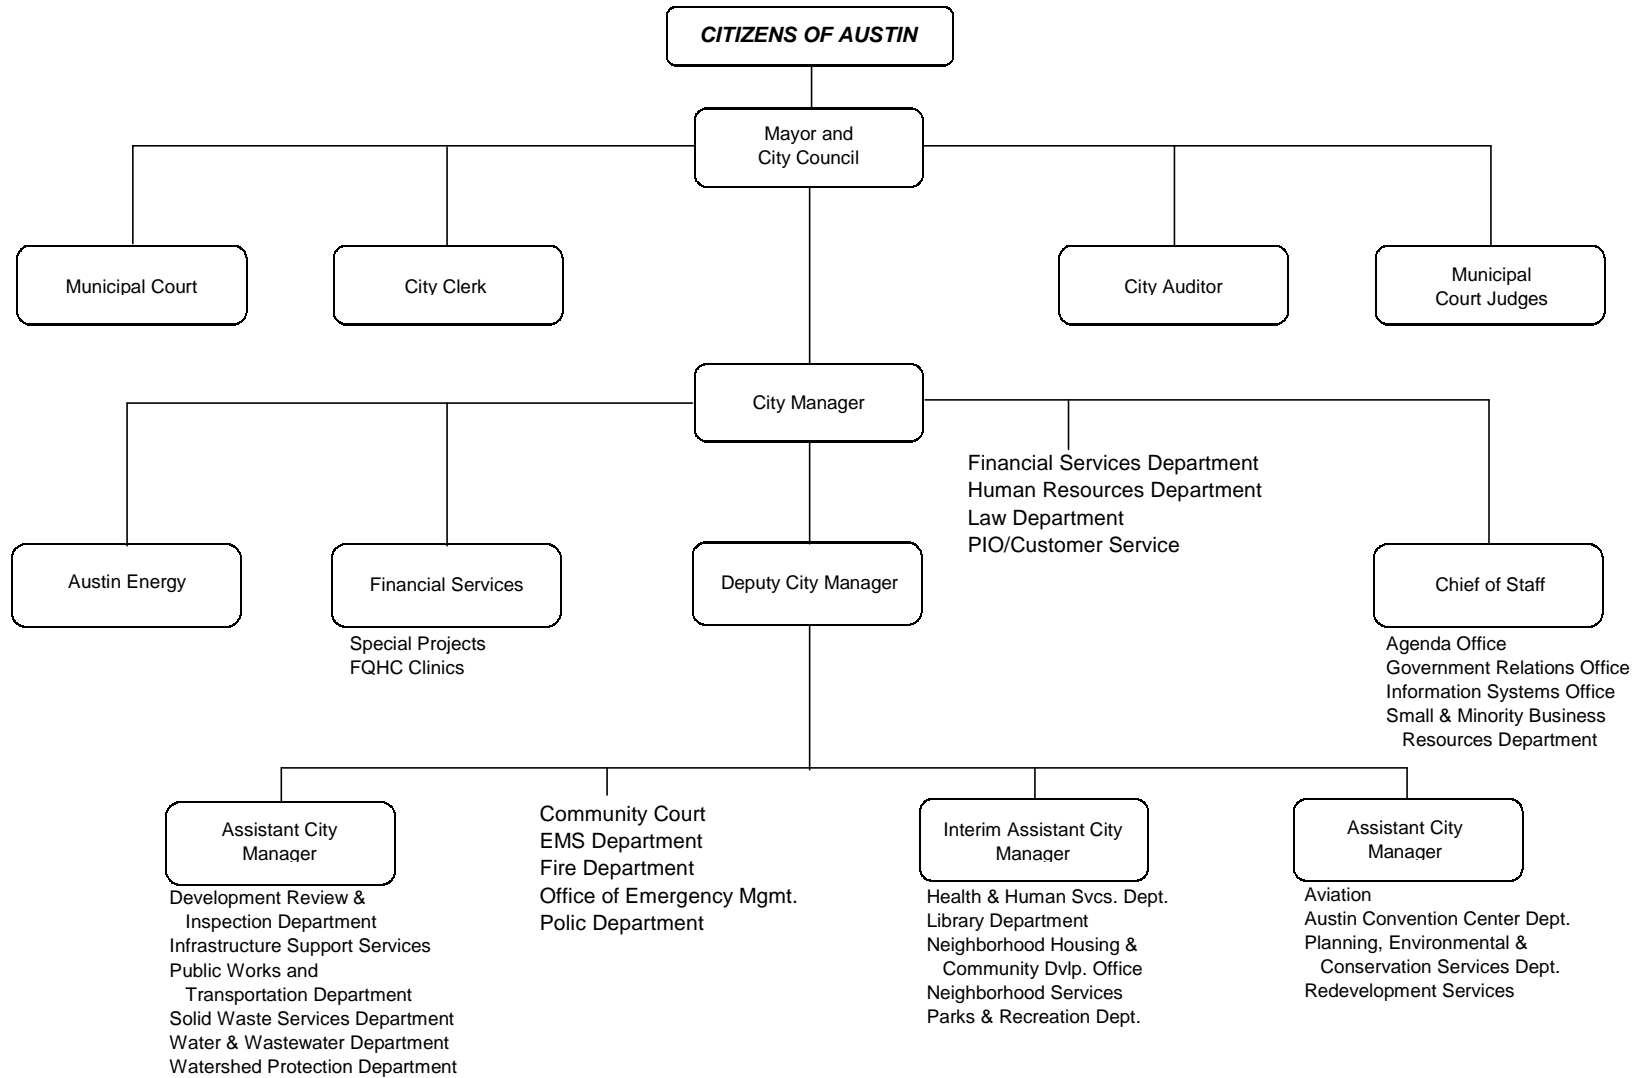 CITIZENS OF AUSTIN
Mayor and
City Council
Municipal Court
City Clerk
City Auditor
Municipal
Court Judges
City Manager
Financial Services Department
Human Resources Department
Law Department
PIO/Customer Service
Austin Energy
Financial Services
Special Projects
FQHC Clinics
Deputy City Manager
Chief of Staff
Agenda Office
Government Relations Office
Information Systems Office
Small & Minority Business
Resources Department
Assistant City
Manager
Development Review &
Inspection Department
Infrastructure Support Services
Public Works and
Transportation Department
Solid Waste Services Department
Water & Wastewater Department
Watershed Protection Department
Community Court
EMS Department
Fire Department
Office of Emergency Mgmt.
Polic Department
Interim Assistant City
Manager
Health & Human Svcs. Dept.
Library Department
Neighborhood Housing &
Community Dvlp. Office
Neighborhood Services
Parks & Recreation Dept.
Assistant City
Manager
Aviation
Austin Convention Center Dept.
Planning, Environmental &
Conservation Services Dept.
Redevelopment Services